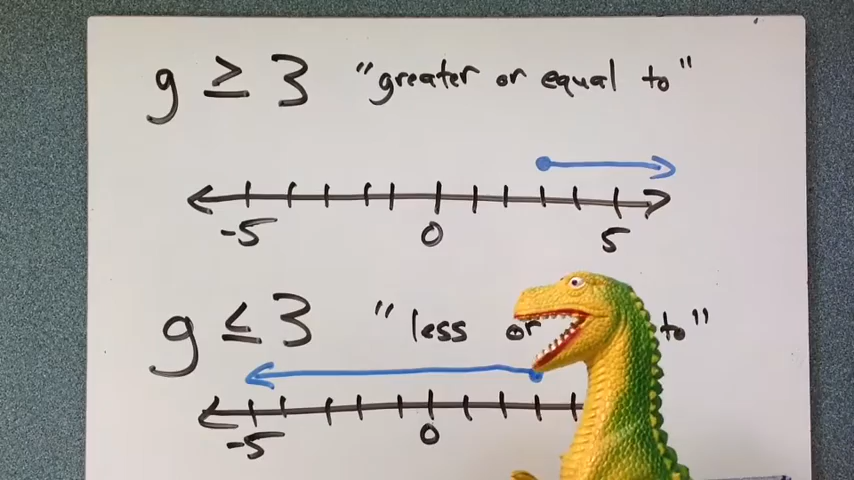 g ≥ 3 "greater or equal to"
-5 0 5
g ≤ 3 "less or to"
-5 0